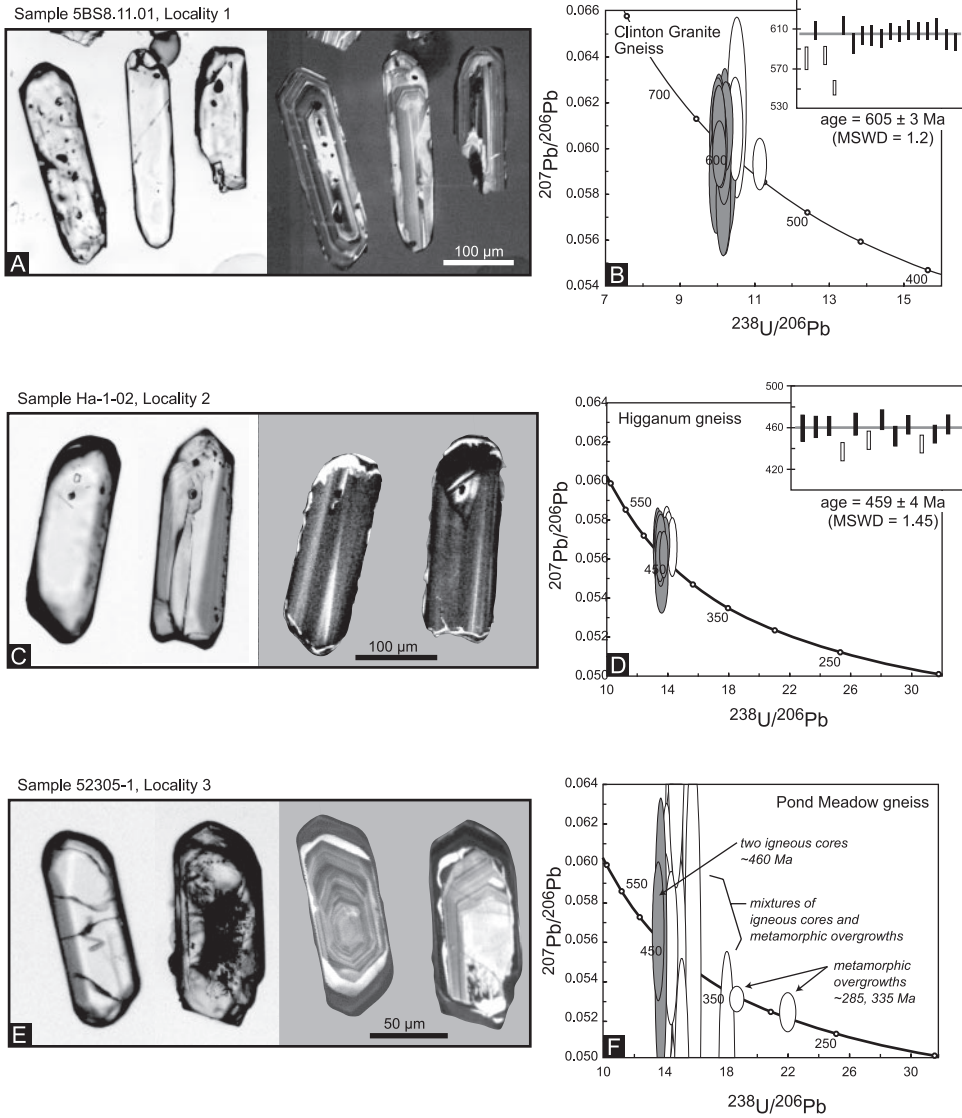 Sample 5BS8.11.01, Locality 1
A
100 µm
0.066
0.064
0.062
0.060
0.058
0.056
0.054
207Pb/206Pb
Clinton Granite
Gneiss
700
600
500
400
610
590
570
550
530
age = 605 ± 3 Ma
(MSWD = 1.2)
B
7
9
11
13
15
238U/206Pb
Sample Ha-1-02, Locality 2
C
100 µm
0.064
0.062
0.060
0.058
0.056
0.054
0.052
0.050
207Pb/206Pb
Higganum gneiss
550
450
350
250
500
460
420
age = 459 ± 4 Ma
(MSWD = 1.45)
D
10
14
18
22
26
30
238U/206Pb
Sample 52305-1, Locality 3
E
50 µm
0.064
0.062
0.060
0.058
0.056
0.054
0.052
0.050
207Pb/206Pb
Pond Meadow gneiss
two igneous cores
~460 Ma
mixtures of
igneous cores and
metamorphic overgrowths
metamorphic
overgrowths
~285, 335 Ma
550
450
350
250
F
10
14
18
22
26
30
238U/206Pb